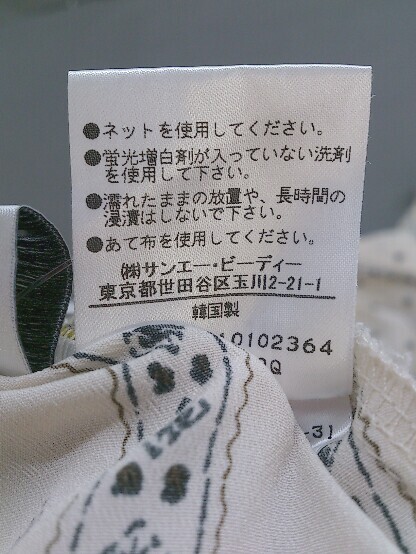 ●ネットを使用してください。
●蛍光増白剤が入っていない洗剤
を使用して下さい。
●濡れたままの放置や、長時間の
浸漬はしないで下さい。
●あて布を使用してください。
㈱サンエー・ビーディー
東京都世田谷区玉川2-21-1
韓国製
10102364
Q
-31